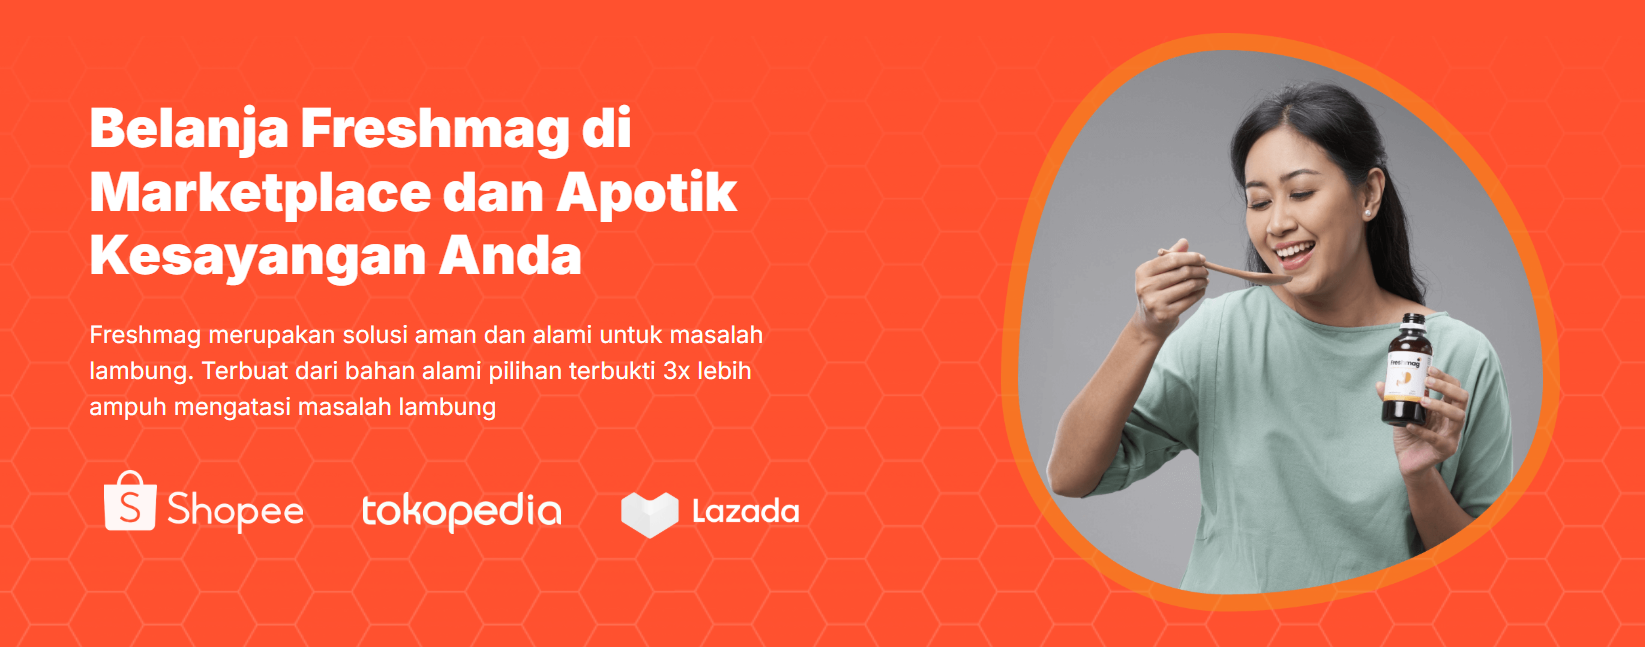 Belanja Freshmag di
Marketplace dan Apotik
Kesayangan Anda
Freshmag merupakan solusi aman dan alami untuk masalah
lambung. Terbuat dari bahan alami pilihan terbukti 3x lebih
ampuh mengatasi masalah lambung
S Shopee
tokopedia
Lazada
Freshmag